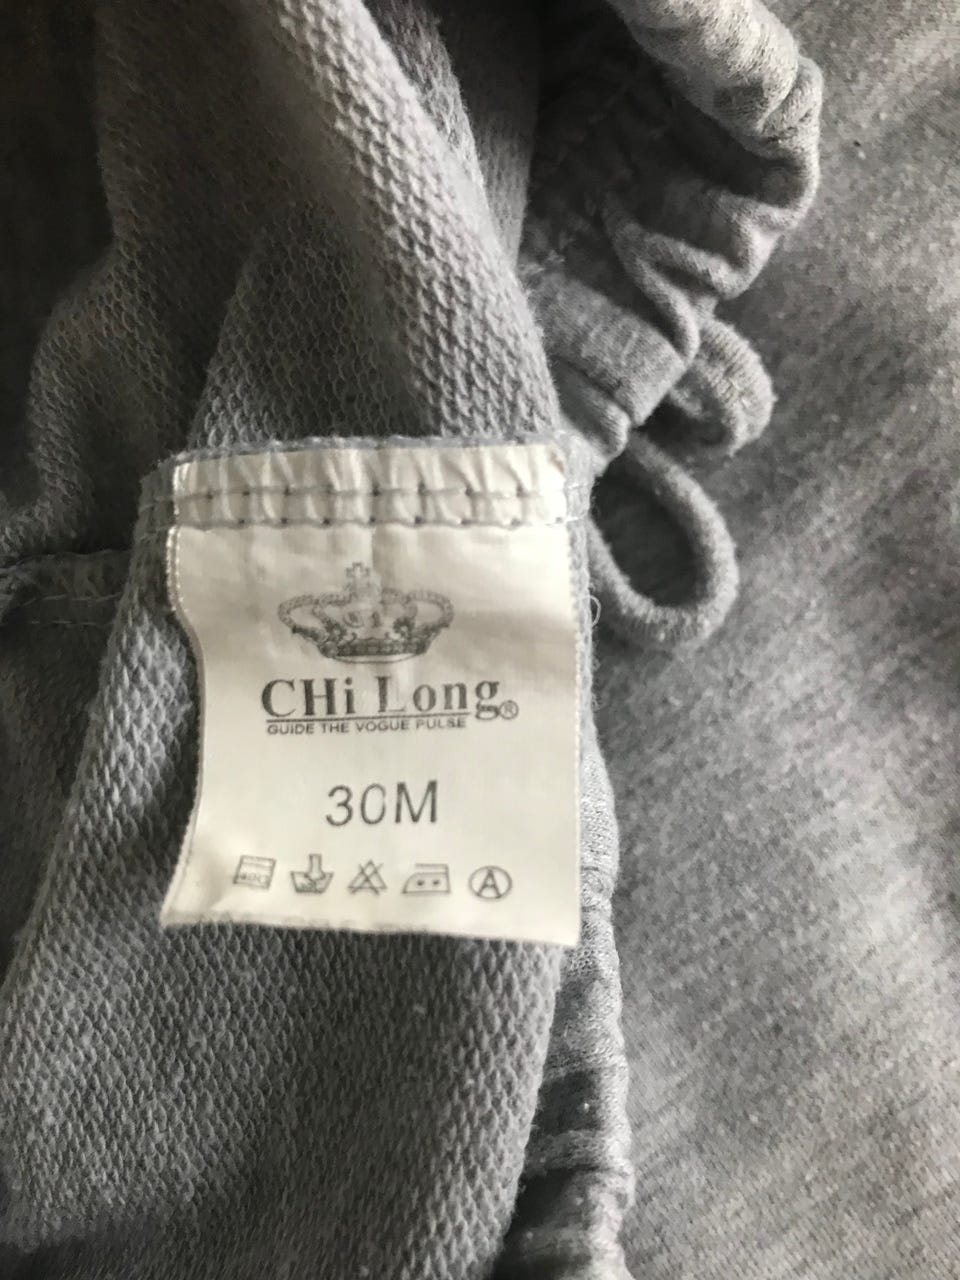 CHi Long®
GUIDE THE VOGUE PULSE
30M
A